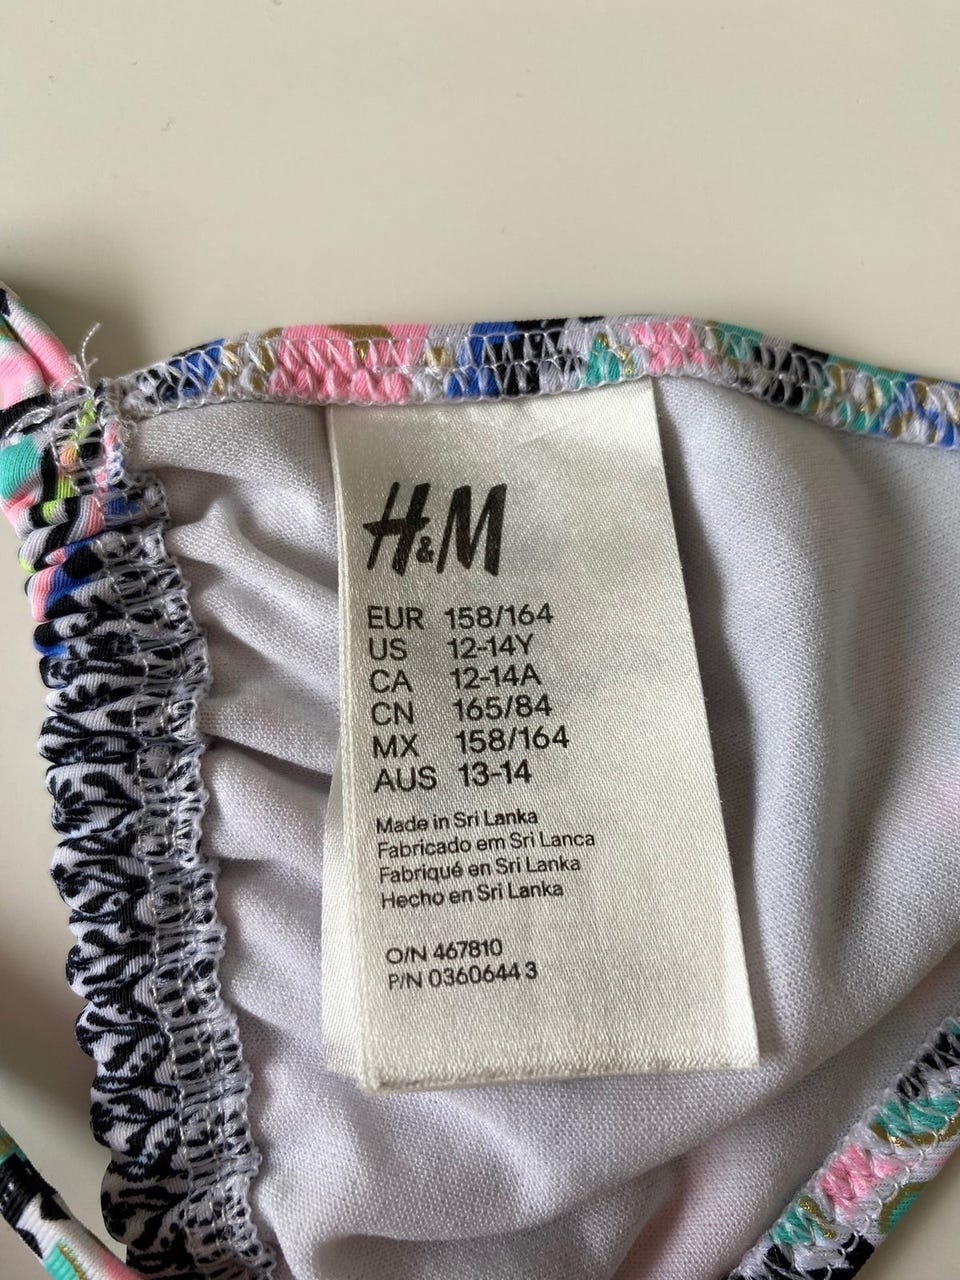 H&M
EUR 158/164
US 12-14Y
CA 12-14A
CN 165/84
MX 158/164
AUS 13-14
Made in Sri Lanka
Fabricado em Sri Lanca
Fabriqué en Sri Lanka
Hecho en Sri Lanka
O/N 467810
P/N 0360644 3